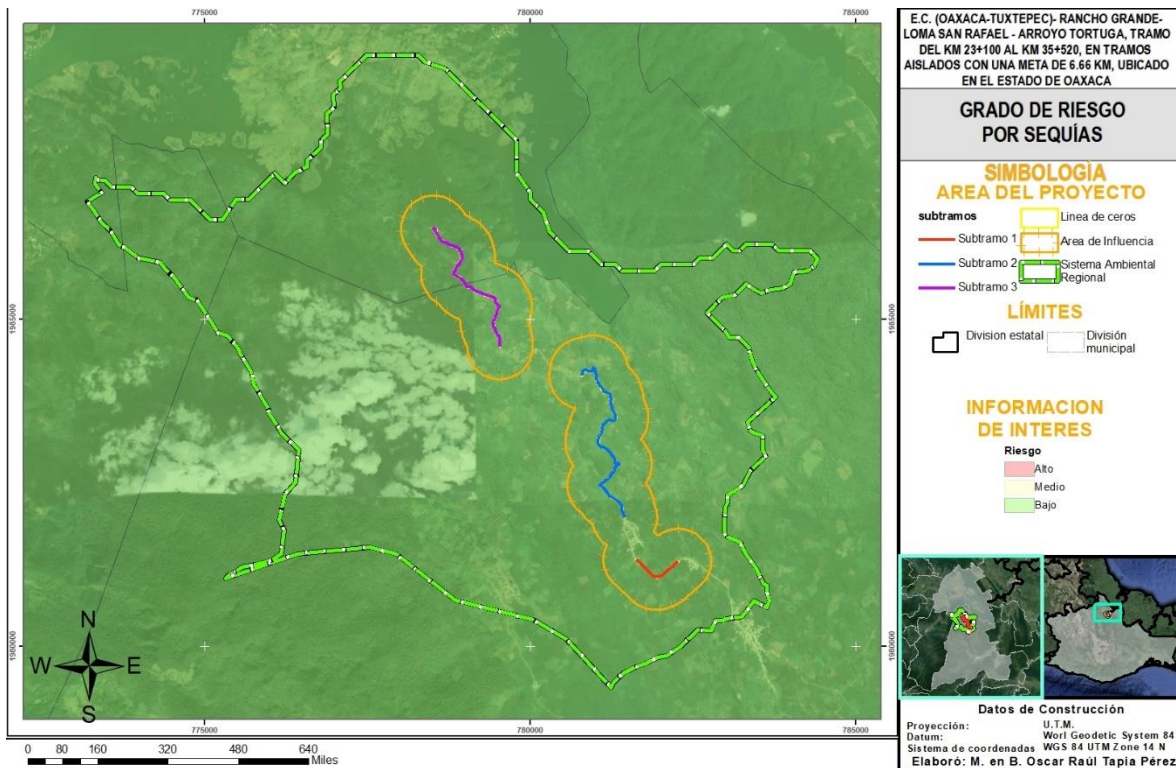 775000
780000
785000
1985000
1985000
1980000
1980000
N
W E
S
775000
780000
785000
0 80 160 320 480 640
Miles
E.C. (OAXACA-TUXTEPEC)- RANCHO GRANDE-
LOMA SAN RAFAEL - ARROYO TORTUGA, TRAMO
DEL KM 23+100 AL KM 35+520, EN TRAMOS
AISLADOS CON UNA META DE 6.66 KM, UBICADO
EN EL ESTADO DE OAXACA
GRADO DE RIESGO
POR SEQUÍAS
SIMBOLOGÍA
AREA DEL PROYECTO
subtramos
Linea de ceros
Subtramo 1
Area de Influencia
Subtramo 2
Sistema Ambiental
Regional
Subtramo 3
LÍMITES
Division estatal
División
municipal
INFORMACION
DE INTERES
Riesgo
Alto
Medio
Bajo
Datos de Construcción
Proyección: U.T.M.
Datum: Worl Geodetic System 84
Sistema de coordenadas WGS 84 UTM Zone 14 N
Elaboró: M. en B. Oscar Raúl Tapia Pérez